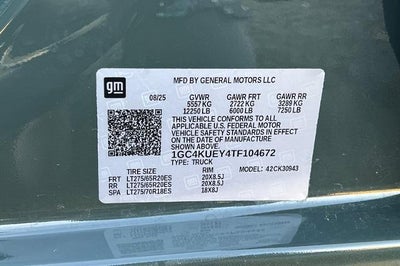 gm
MFD BY GENERAL MOTORS LLC
08/25 GVWR GAWR FRT GAWR RR
5557 KG 2722 KG 3289 KG
12250 LB 6000 LB 7250 LB
THIS VEHICLE CONFORMS TO ALL
APPLICABLE U.S. FEDERAL MOTOR
VEHICLE SAFETY STANDARDS IN EFFECT
ON THE DATE OF MANUFACTURE
SHOWN ABOVE.
1GC4KUEY4TF104672
TYPE: TRUCK
TIRE SIZE RIM MODEL: 42CK30943
FRT LT275/65R20ES 20X8.5J
RR LT275/65R20ES 20X8.5J
SPA LT275/70R18ES 18X8J